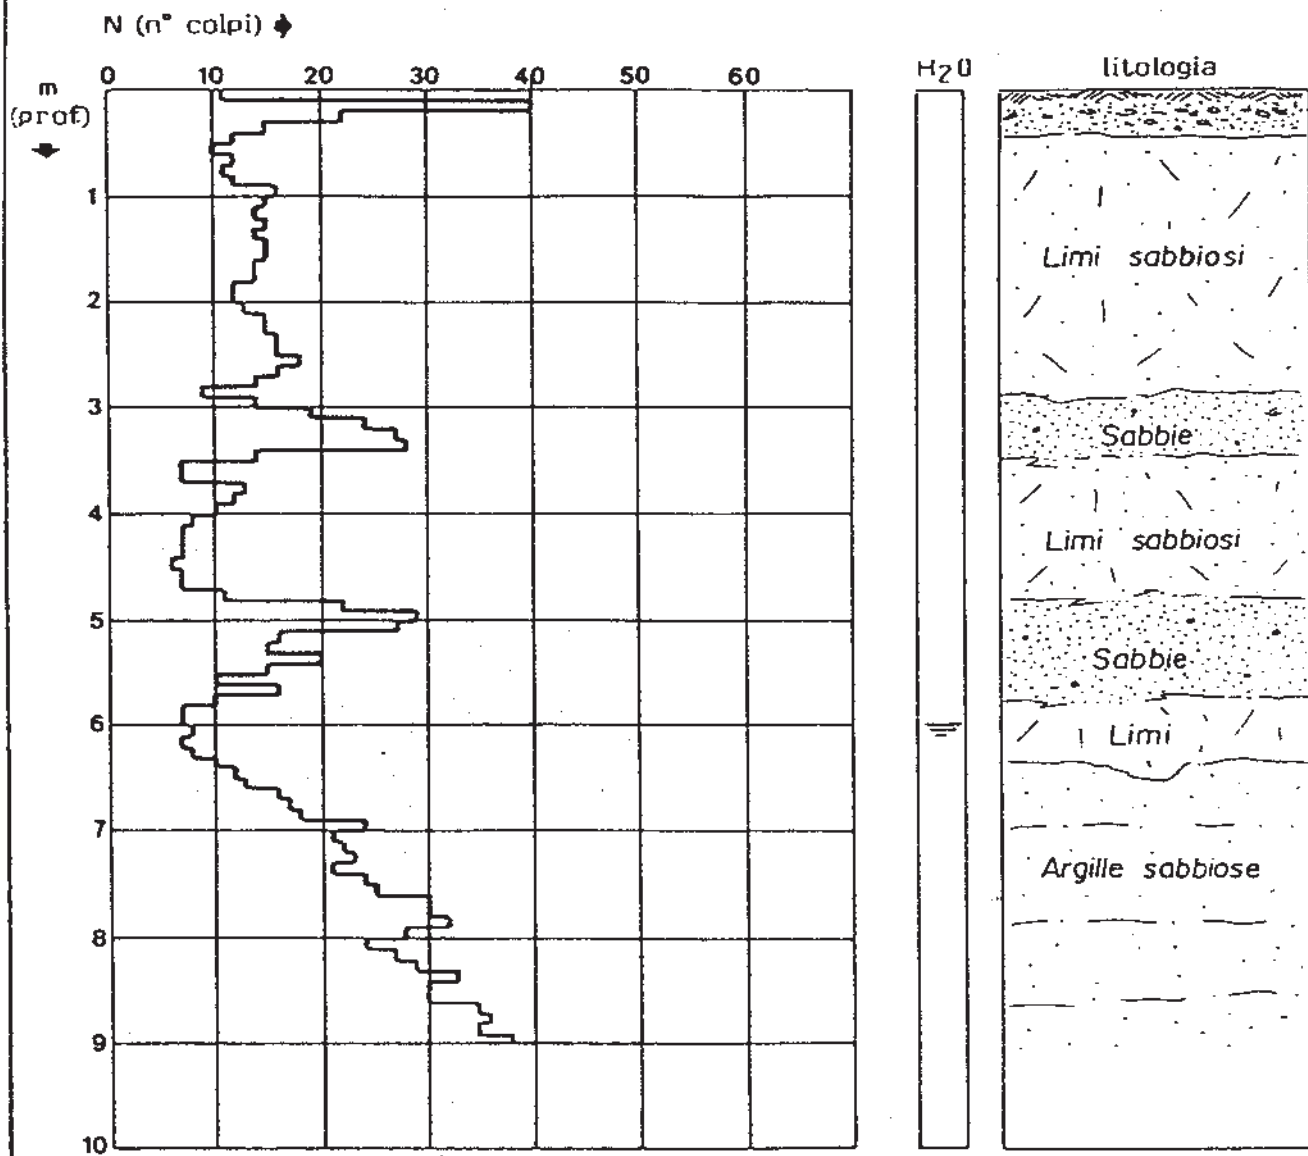 N (n° colpi)
0 10 20 30 40 50 60
H2O
litologia
m
(prof.)
1
Limi sabbiosi
2
3
Sabbie
4
Limi sabbiosi
5
Sabbie
6
Limi
7
Argille sabbiose
8
9
10